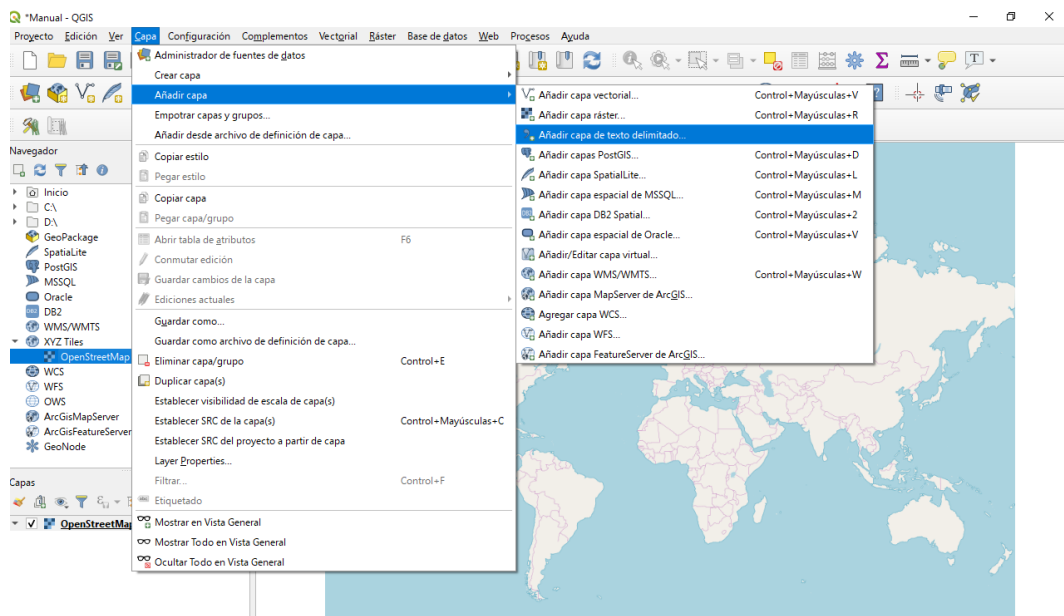 *Manual - QGIS
Proyecto Edición Ver Capa Configuración Complementos Vectorial Ráster Base de datos Web Procesos Ayuda
Administrador de fuentes de datos
Crear capa
Añadir capa
Empotrar capas y grupos...
Añadir desde archivo de definición de capa...
Copiar estilo
Pegar estilo
Copiar capa
Pegar capa/grupo
Abrir tabla de atributos F6
Conmutar edición
Guardar cambios de la capa
Ediciones actuales
Guardar como...
Guardar como archivo de definición de capa...
Eliminar capa/grupo Control+E
Duplicar capa(s)
Establecer visibilidad de escala de capa(s)
Establecer SRC de la capa(s) Control+Mayúsculas+C
Establecer SRC del proyecto a partir de capa
Layer Properties...
Filtrar... Control+F
Etiquetado
Mostrar en Vista General
Mostrar Todo en Vista General
Ocultar Todo en Vista General
Añadir capa vectorial... Control+Mayúsculas+V
Añadir capa ráster... Control+Mayúsculas+R
Añadir capa de texto delimitado...
Añadir capas PostGIS... Control+Mayúsculas+D
Añadir capa SpatiaLite... Control+Mayúsculas+L
Añadir capa espacial de MSSQL... Control+Mayúsculas+M
Añadir capa DB2 Spatial... Control+Mayúsculas+2
Añadir capa espacial de Oracle... Control+Mayúsculas+V
Añadir/Editar capa virtual...
Añadir capa WMS/WMTS... Control+Mayúsculas+W
Añadir capa MapServer de ArcGIS...
Agregar capa WCS...
Añadir capa WFS...
Añadir capa FeatureServer de ArcGIS...
Navegador
Inicio
C:\
D:\
GeoPackage
SpatiaLite
PostGIS
MSSQL
Oracle
DB2
WMS/WMTS
XYZ Tiles
OpenStreetMap
WCS
WFS
OWS
ArcGisMapServer
ArcGisFeatureServer
GeoNode
Capas
OpenStreetMap